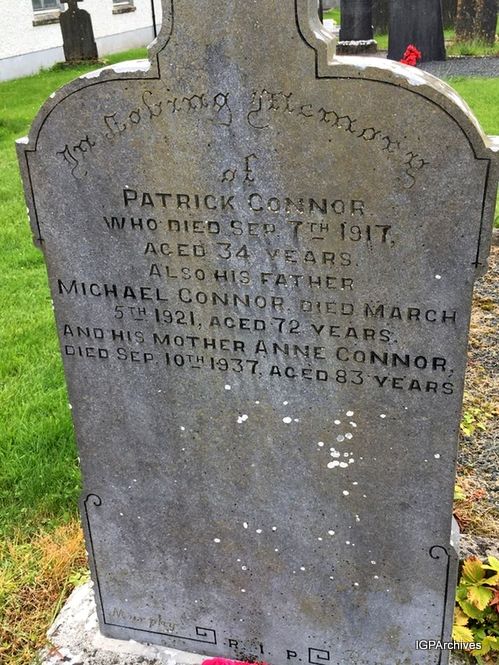 In Loving Memory
of
PATRICK CONNOR
WHO DIED SEP. 7TH 1917,
AGED 34 YEARS.
ALSO HIS FATHER
MICHAEL CONNOR, DIED MARCH
5TH 1921, AGED 72 YEARS.
AND HIS MOTHER ANNE CONNOR,
DIED SEP. 10TH 1937, AGED 83 YEARS
Murphy
R. I. P.
IGPArchives